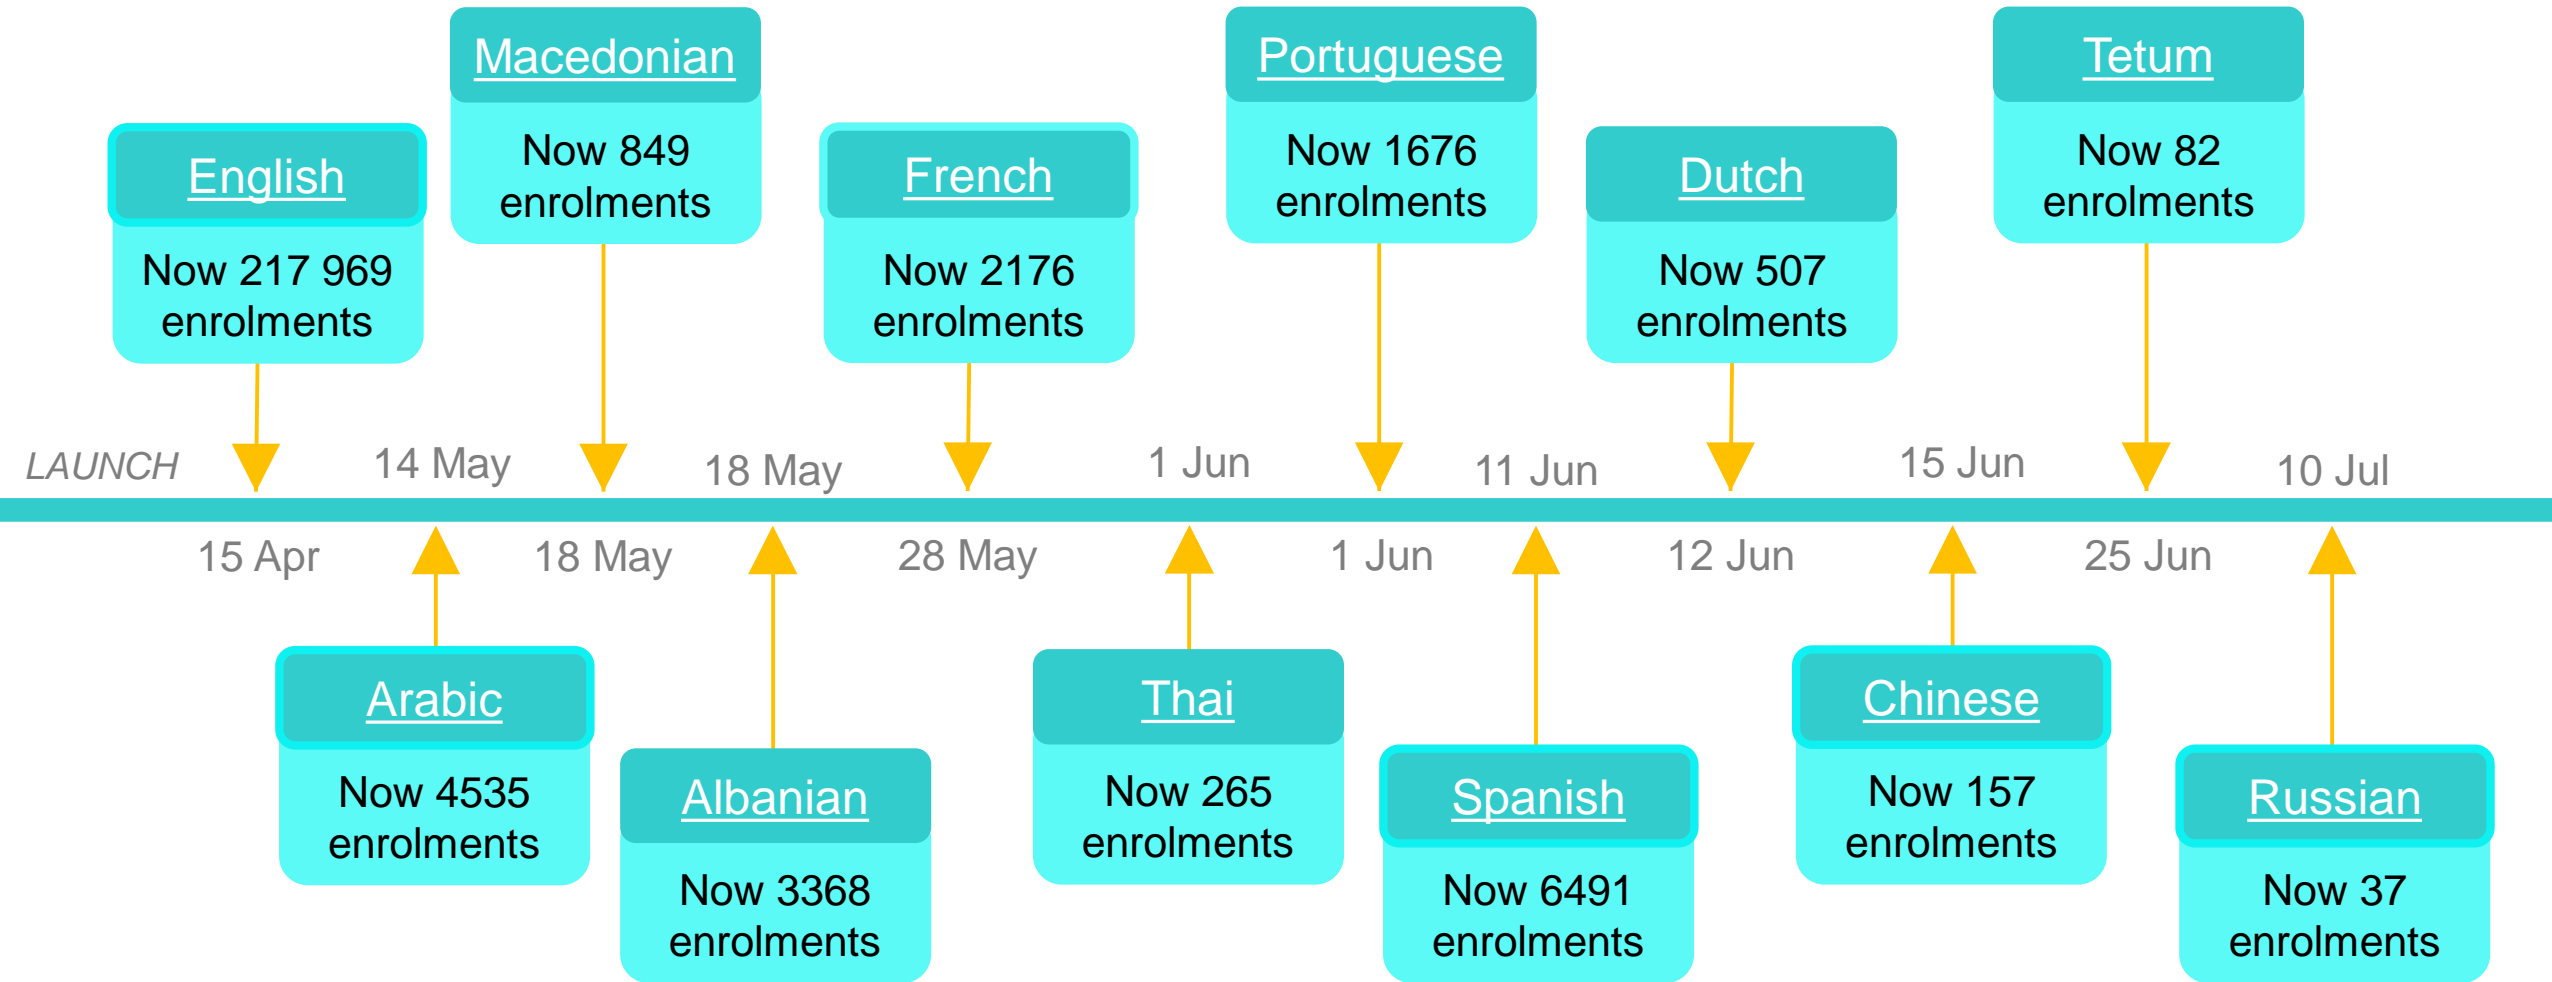 Macedonian
Now 849
enrolments
Portuguese
Now 1676
enrolments
Tetum
Now 82
enrolments
English
Now 217 969
enrolments
French
Now 2176
enrolments
Dutch
Now 507
enrolments
LAUNCH
14 May
18 May
1 Jun
11 Jun
15 Jun
10 Jul
15 Apr
18 May
28 May
1 Jun
12 Jun
25 Jun
Arabic
Now 4535
enrolments
Thai
Now 265
enrolments
Chinese
Now 157
enrolments
Albanian
Now 3368
enrolments
Spanish
Now 6491
enrolments
Russian
Now 37
enrolments